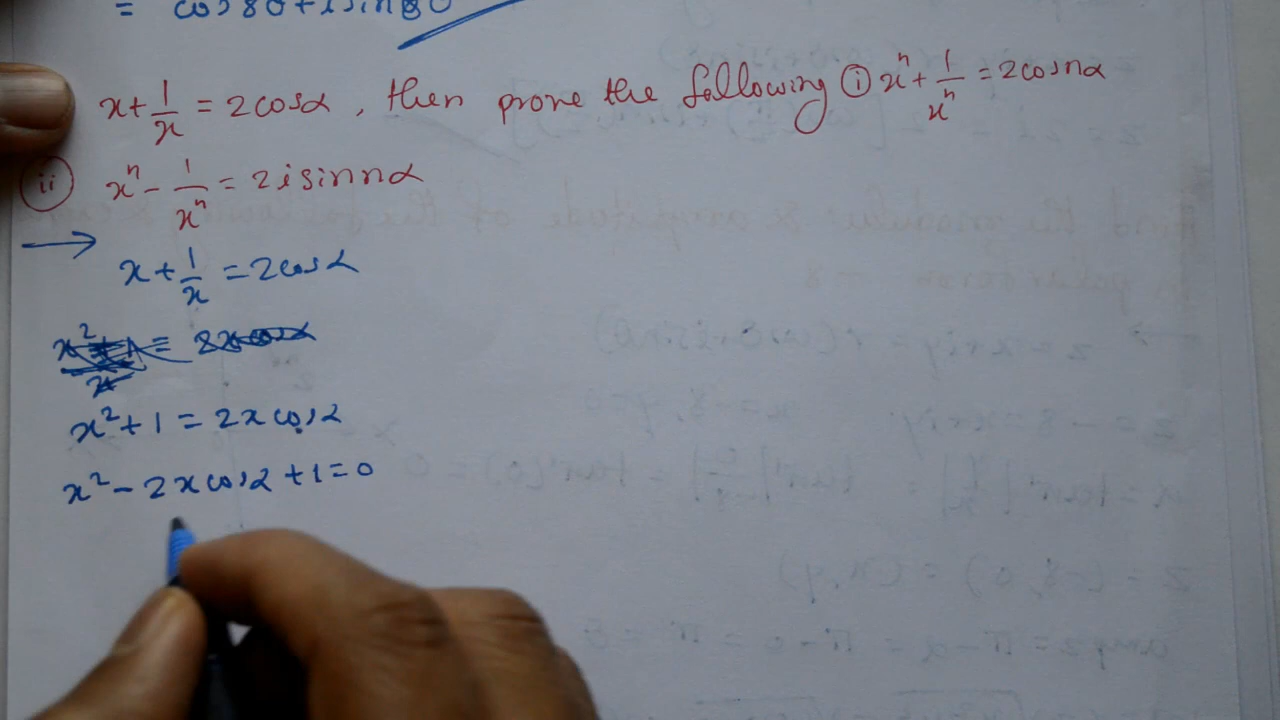 = cos8θ+isin8θ
x+1/x = 2cosα, then prove the following ⓘ xⁿ+1/xⁿ = 2cosnα
ⓘⓘ xⁿ-1/xⁿ = 2isinnα
→
x+1/x = 2cosα
x²+1 = 2xcosα
x²-2xcosα+1=0